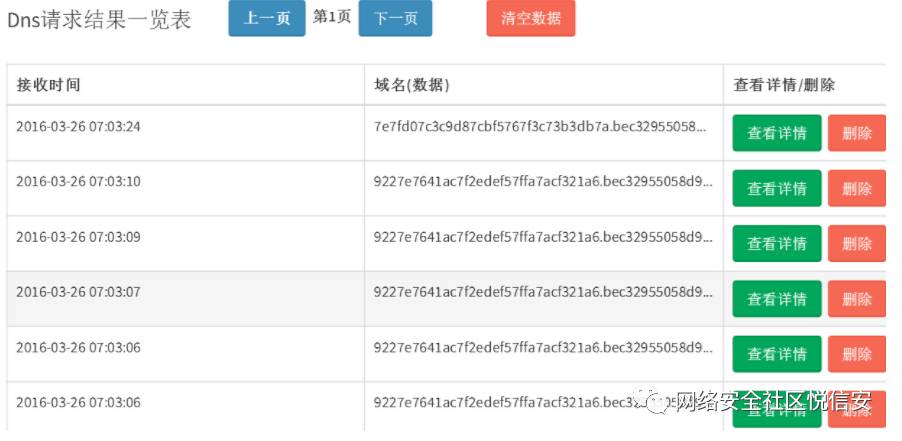 Dns请求结果一览表 上一页 第1页 下一页 清空数据
接收时间 域名(数据) 查看详情/删除
2016-03-26 07:03:24 7e7fd07c3c9d87cbf5767f3c73b3db7a.bec32955058... 查看详情 删除
2016-03-26 07:03:10 9227e7641ac7f2edef57ffa7acf321a6.bec32955058d9... 查看详情 删除
2016-03-26 07:03:09 9227e7641ac7f2edef57ffa7acf321a6.bec32955058d9... 查看详情 删除
2016-03-26 07:03:07 9227e7641ac7f2edef57ffa7acf321a6.bec32955058d9... 查看详情 删除
2016-03-26 07:03:06 9227e7641ac7f2edef57ffa7acf321a6.bec32955058d9... 查看详情 删除
2016-03-26 07:03:06 9227e7641ac7f2edef57ffa7acf321a6.bec3 查看详情 删除
网络安全社区悦信安